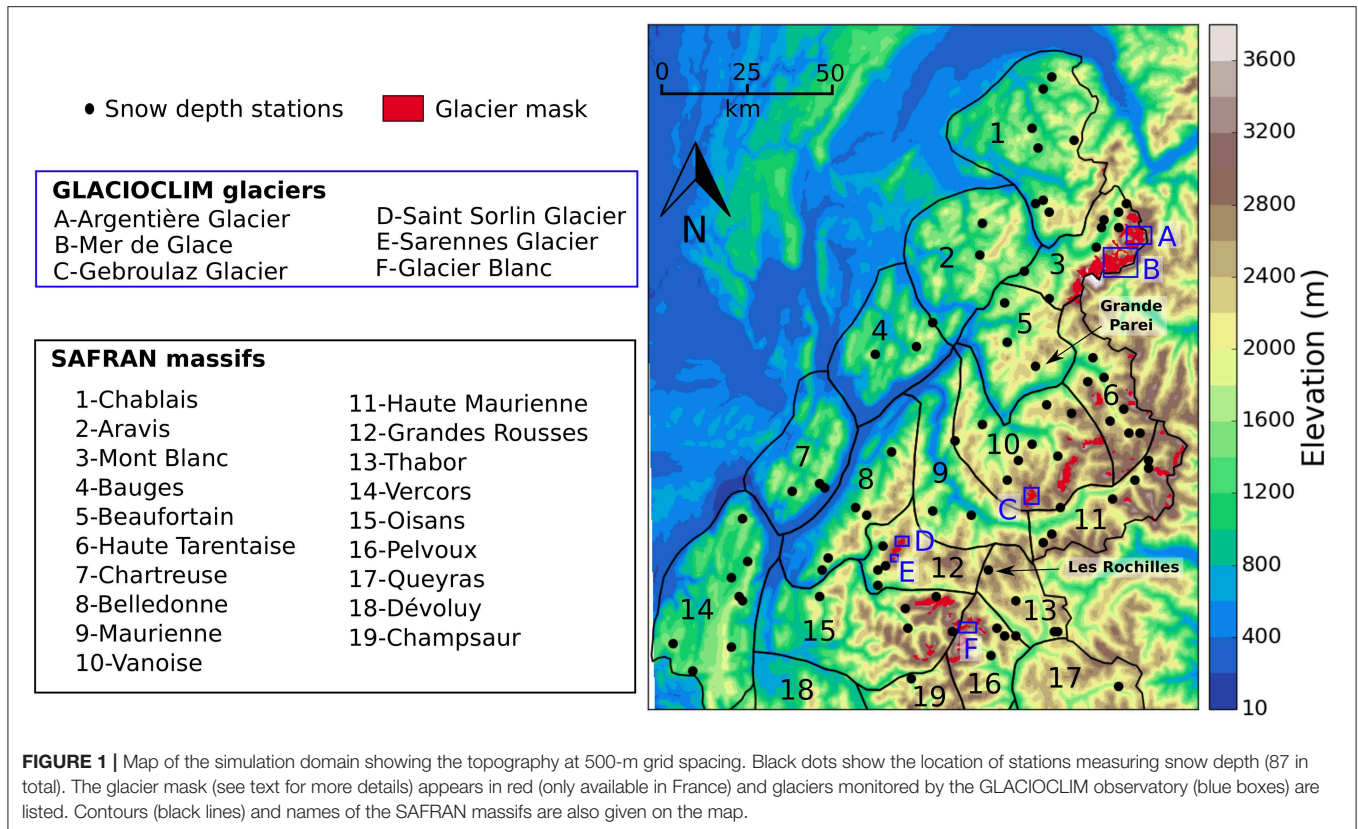 Snow depth stations
Glacier mask
GLACIOCLIM glaciers
A-Argentière Glacier
B-Mer de Glace
C-Gebroulaz Glacier
D-Saint Sorlin Glacier
E-Sarennes Glacier
F-Glacier Blanc
SAFRAN massifs
1-Chablais
2-Aravis
3-Mont Blanc
4-Bauges
5-Beaufortain
6-Haute Tarentaise
7-Chartreuse
8-Belledonne
9-Maurienne
10-Vanoise
11-Haute Maurienne
12-Grandes Rousses
13-Thabor
14-Vercors
15-Oisans
16-Pelvoux
17-Queyras
18-Dévoluy
19-Champsaur
0 25 50
km
N
1
2
3
A
B
Grande
Parei
4
5
6
7
8
9
10
C
11
D
E
12
Les Rochilles
13
14
15
F
16
17
18
19
3600
3200
2800
2400
2000
1600
1200
800
400
10
Elevation (m)
FIGURE 1 | Map of the simulation domain showing the topography at 500-m grid spacing. Black dots show the location of stations measuring snow depth (87 in
total). The glacier mask (see text for more details) appears in red (only available in France) and glaciers monitored by the GLACIOCLIM observatory (blue boxes) are
listed. Contours (black lines) and names of the SAFRAN massifs are also given on the map.